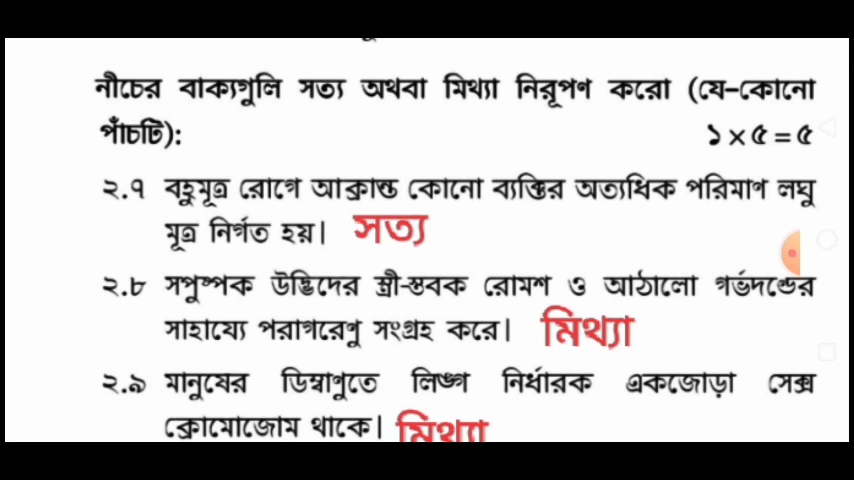 নীচের বাক্যগুলি সত্য অথবা মিথ্যা নিরূপণ করো (যে-কোনো
পাঁচটি): ১ × ৫ = ৫
২.৭ বহুমূত্র রোগে আক্রান্ত কোনো ব্যক্তির অত্যধিক পরিমাণ লঘু
মূত্র নির্গত হয়। সত্য
২.৮ সপুষ্পক উদ্ভিদের স্ত্রী-স্তবক রোমশ ও আঠালো গর্ভদণ্ডের
সাহায্যে পরাগরেণু সংগ্রহ করে। মিথ্যা
২.৯ মানুষের ডিম্বাণুতে লিঙ্গ নির্ধারক একজোড়া সেক্স
ক্রোমোজোম থাকে। মিথ্যা